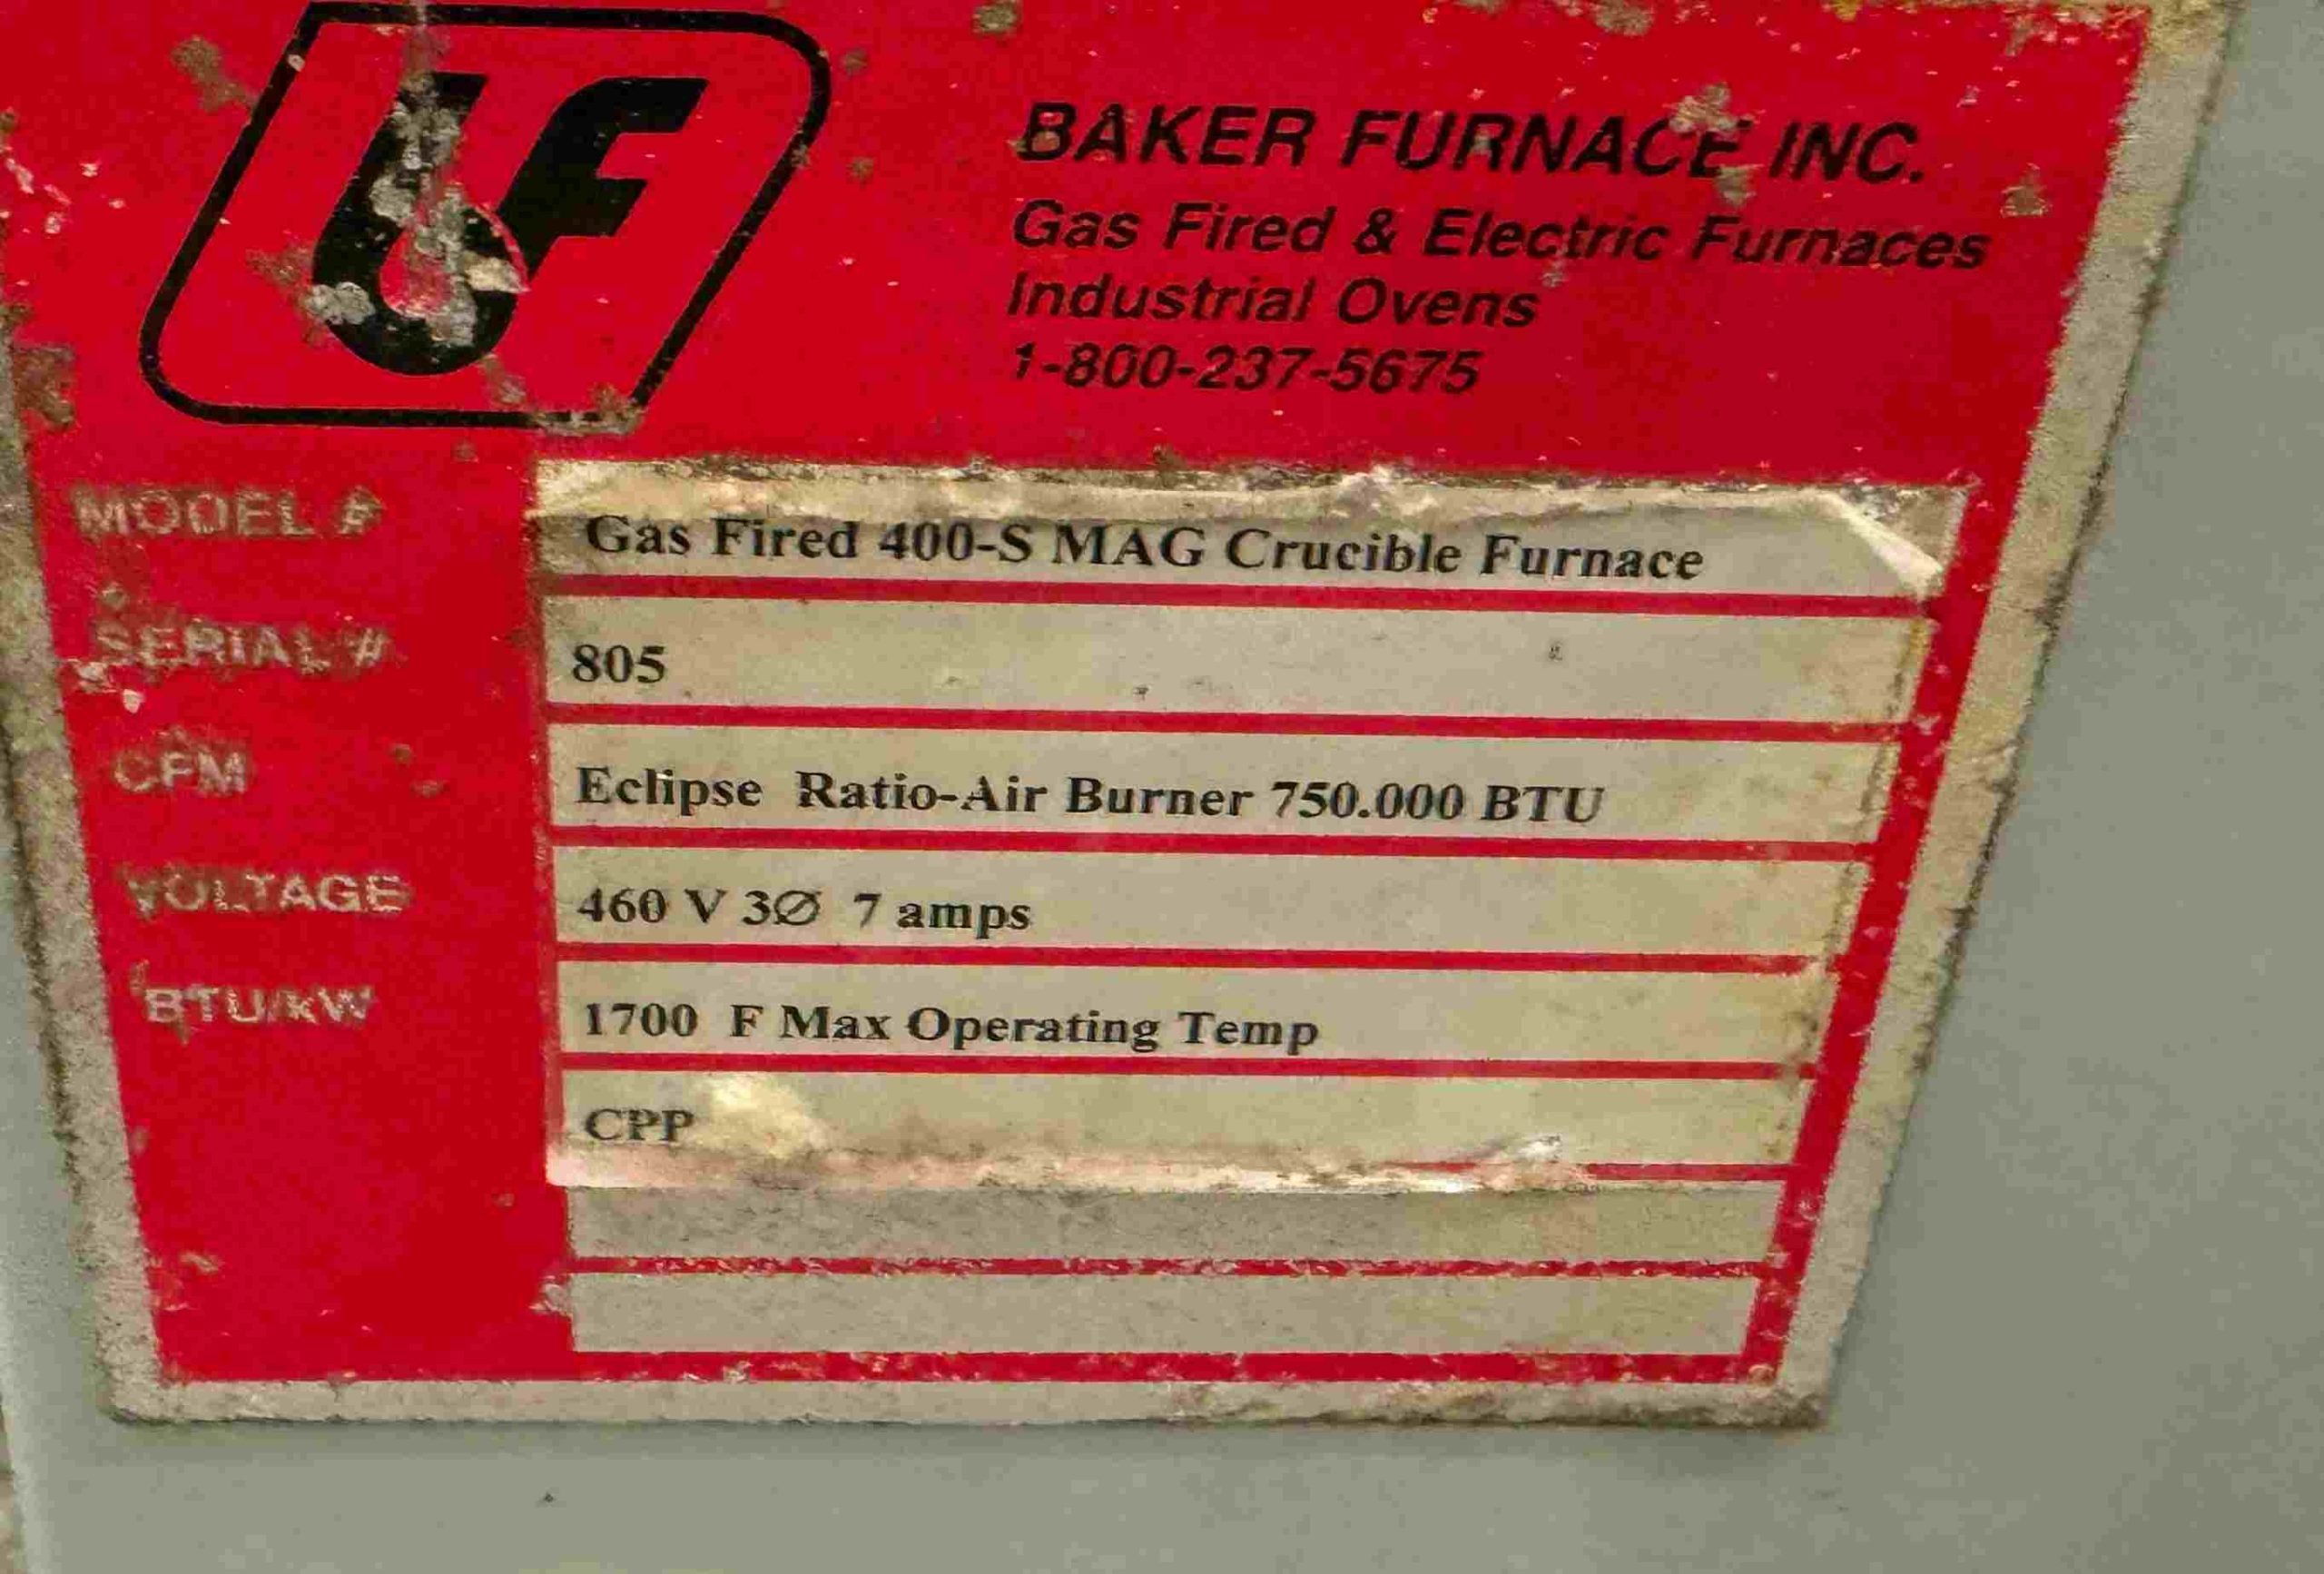 BAKER FURNACE INC.
Gas Fired & Electric Furnaces
Industrial Ovens
1-800-237-5675
MODEL # Gas Fired 400-S MAG Crucible Furnace
SERIAL # 805
CFM Eclipse Ratio-Air Burner 750.000 BTU
VOLTAGE 460 V 3Ø 7 amps
BTU/kW 1700 F Max Operating Temp
CPP